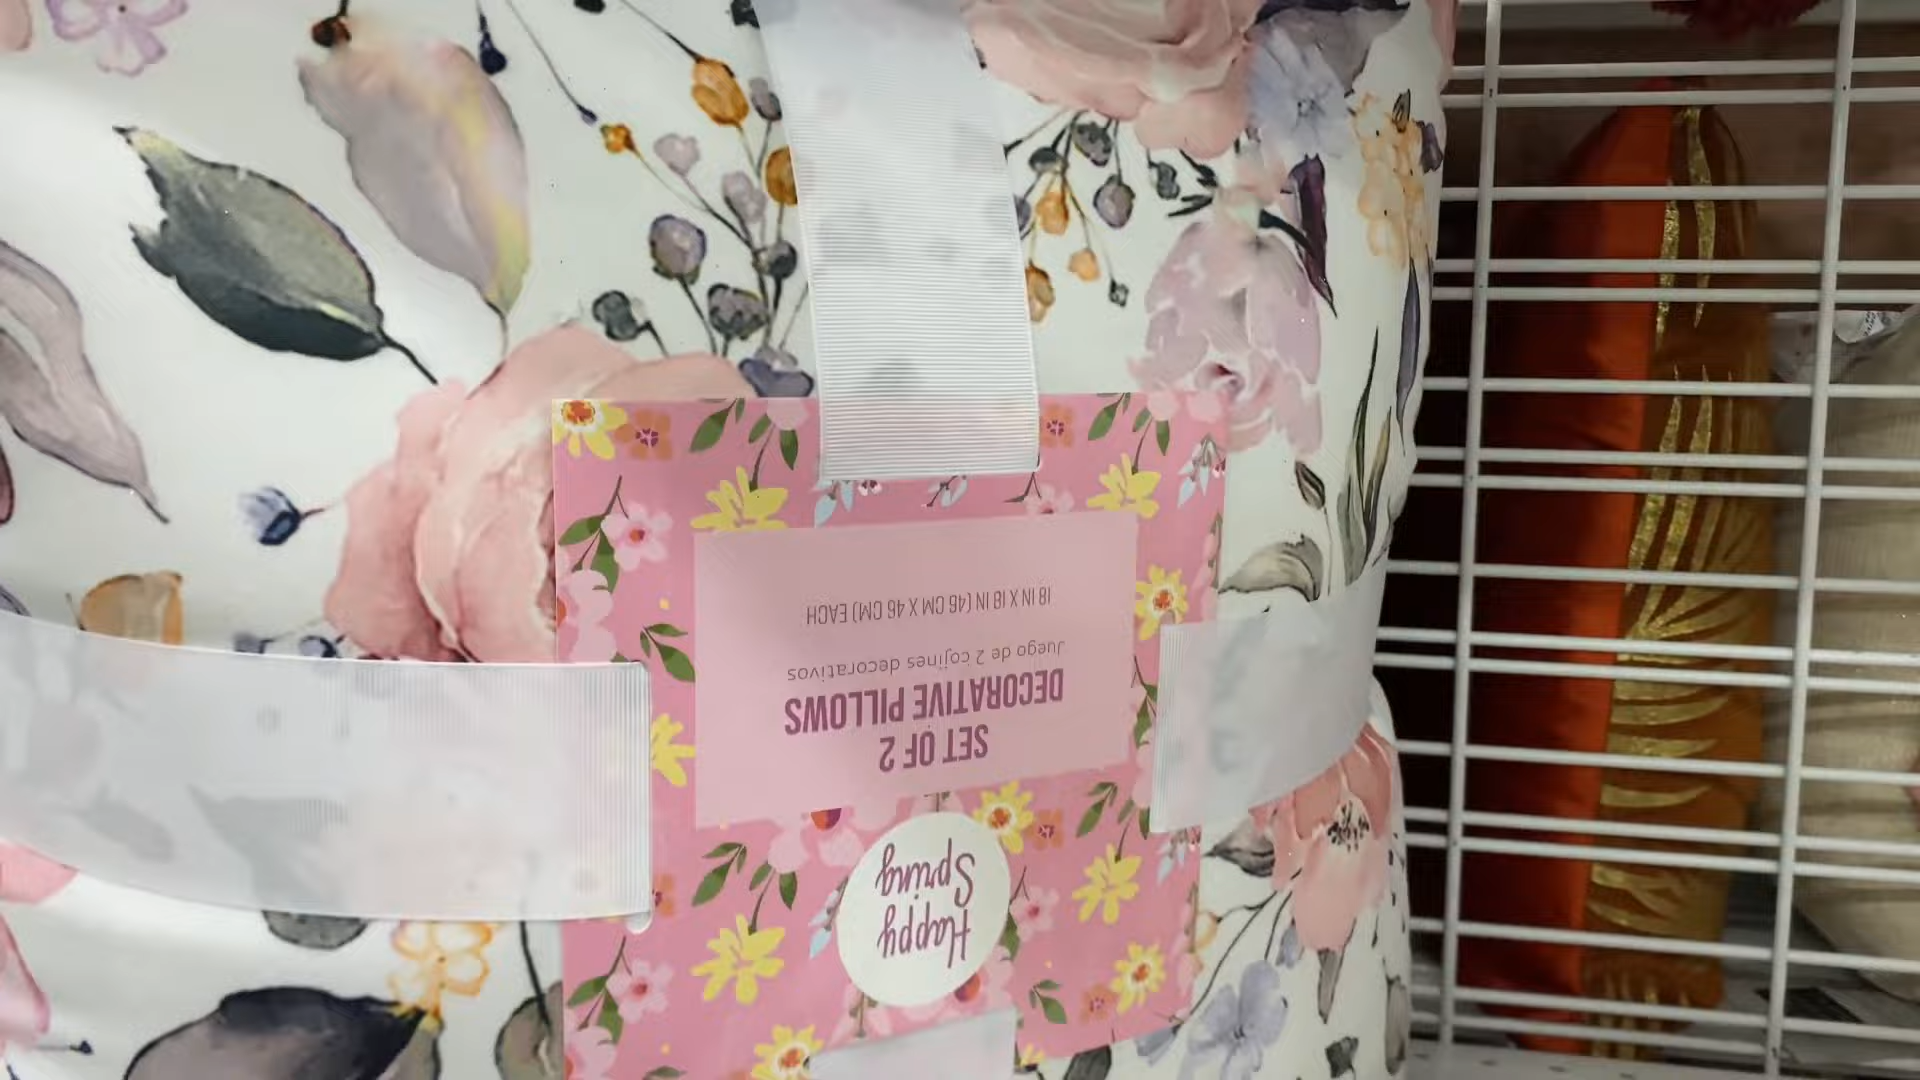 Happy
Spring
SET OF 2
DECORATIVE PILLOWS
Juego de 2 cojines decorativos
18 IN X 18 IN (46 CM X 46 CM) EACH